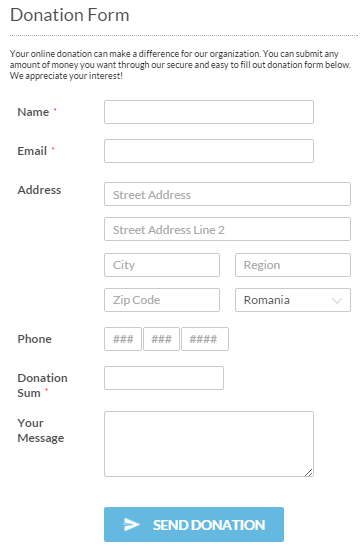 Donation Form
Your online donation can make a difference for our organization. You can submit any
amount of money you want through our secure and easy to fill out donation form below.
We appreciate your interest!
Name *
Email *
Address
Street Address
Street Address Line 2
City Region
Zip Code Romania
Phone ### ### ####
Donation
Sum *
Your
Message
SEND DONATION